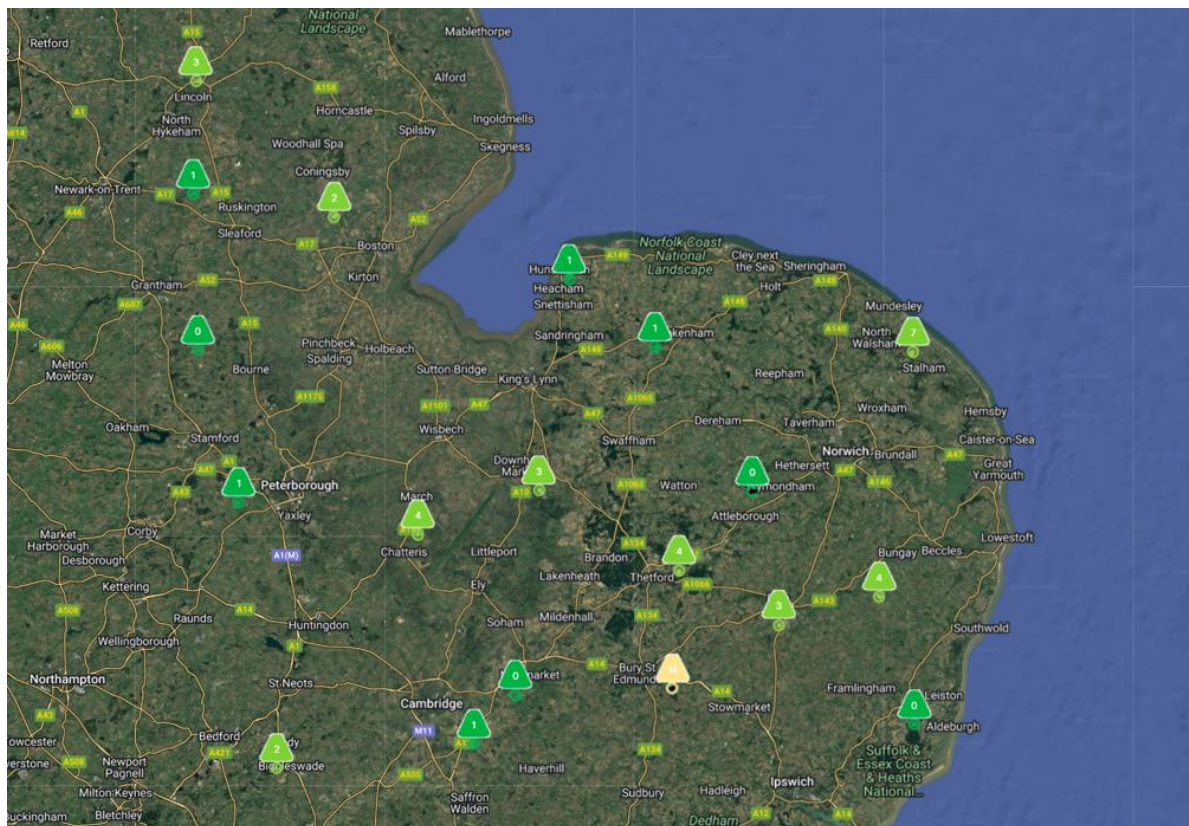 National
Landscape
Mablethorpe
Retford
A15
3
A1
Lincoln
A158
Alford
A614
North
Hykeham
Horncastle
Spilsby
Ingoldmells
Woodhall Spa
Skegness
Coningsby
1
Newark-on-Trent
A17
A15
2
A46
Ruskington
Sleaford
A52
A17
Boston
Kirton
1
A149
Norfolk Coast
National
Landscape
Cley next
the Sea
Sheringham
Heacham
Snettisham
Holt
A148
Grantham
A52
A607
A148
Mundesley
A46
A15
0
A606
Pinchbeck
Spalding
Holbeach
Sandringham
A148
1
A140
North
Walsham
7
Melton
Mowbray
Bourne
Sutton Bridge
King's Lynn
Reepham
Stalham
A1175
A1101
A47
A1065
A47
Wroxham
Hemsby
Oakham
Stamford
Wisbech
Swaffham
Dereham
Taverham
Caister-on-Sea
A1
A47
Norwich
Brundall
A47
Great
Yarmouth
A43
1
Peterborough
3
A10
A1065
Watton
0
Hethersett
A47
A146
Yaxley
March
4
Attleborough
Market
Harborough
Corby
Desborough
A1(M)
Chatteris
Littleport
Brandon
A134
4
Bungay
Beccles
Lowestoft
Kettering
Ely
Lakenheath
Thetford
A1066
4
A508
A14
Raunds
Huntingdon
Soham
Mildenhall
A134
3
A143
Wellingborough
A1
Southwold
Northampton
St Neots
0
A14
Bury St
14
A14
Framlingham
Leiston
Cambridge
Stowmarket
0
Aldeburgh
A43
Bedford
M11
1
A421
2
Biggleswade
A134
Suffolk &
Essex Coast
& Heaths
National...
A508
Newport
Pagnell
A505
Haverhill
Ipswich
Milton Keynes
Bletchley
Saffron
Walden
Sudbury
Hadleigh
A12
A14
Dedham